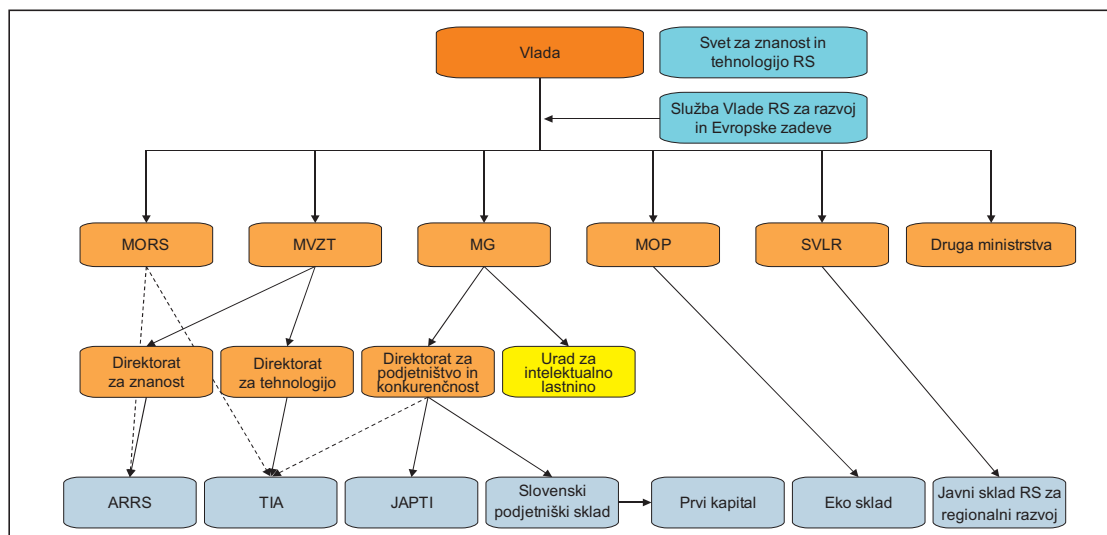 Vlada
Svet za znanost in
tehnologijo RS
Služba Vlade RS za razvoj
in Evropske zadeve
MORS
MVZT
MG
MOP
SVLR
Druga ministrstva
Direktorat
za znanost
Direktorat
za tehnologijo
Direktorat za
podjetništvo in
konkurenčnost
Urad za
intelektualno
lastnino
ARRS
TIA
JAPTI
Slovenski
podjetniški sklad
Prvi kapital
Eko sklad
Javni sklad RS za
regionalni razvoj